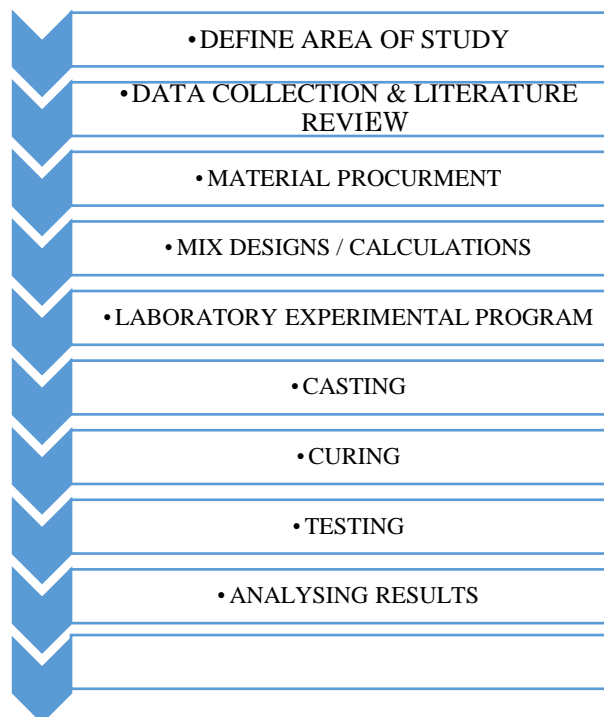 •DEFINE AREA OF STUDY
•DATA COLLECTION & LITERATURE
REVIEW
•MATERIAL PROCURMENT
•MIX DESIGNS / CALCULATIONS
•LABORATORY EXPERIMENTAL PROGRAM
•CASTING
•CURING
•TESTING
•ANALYSING RESULTS